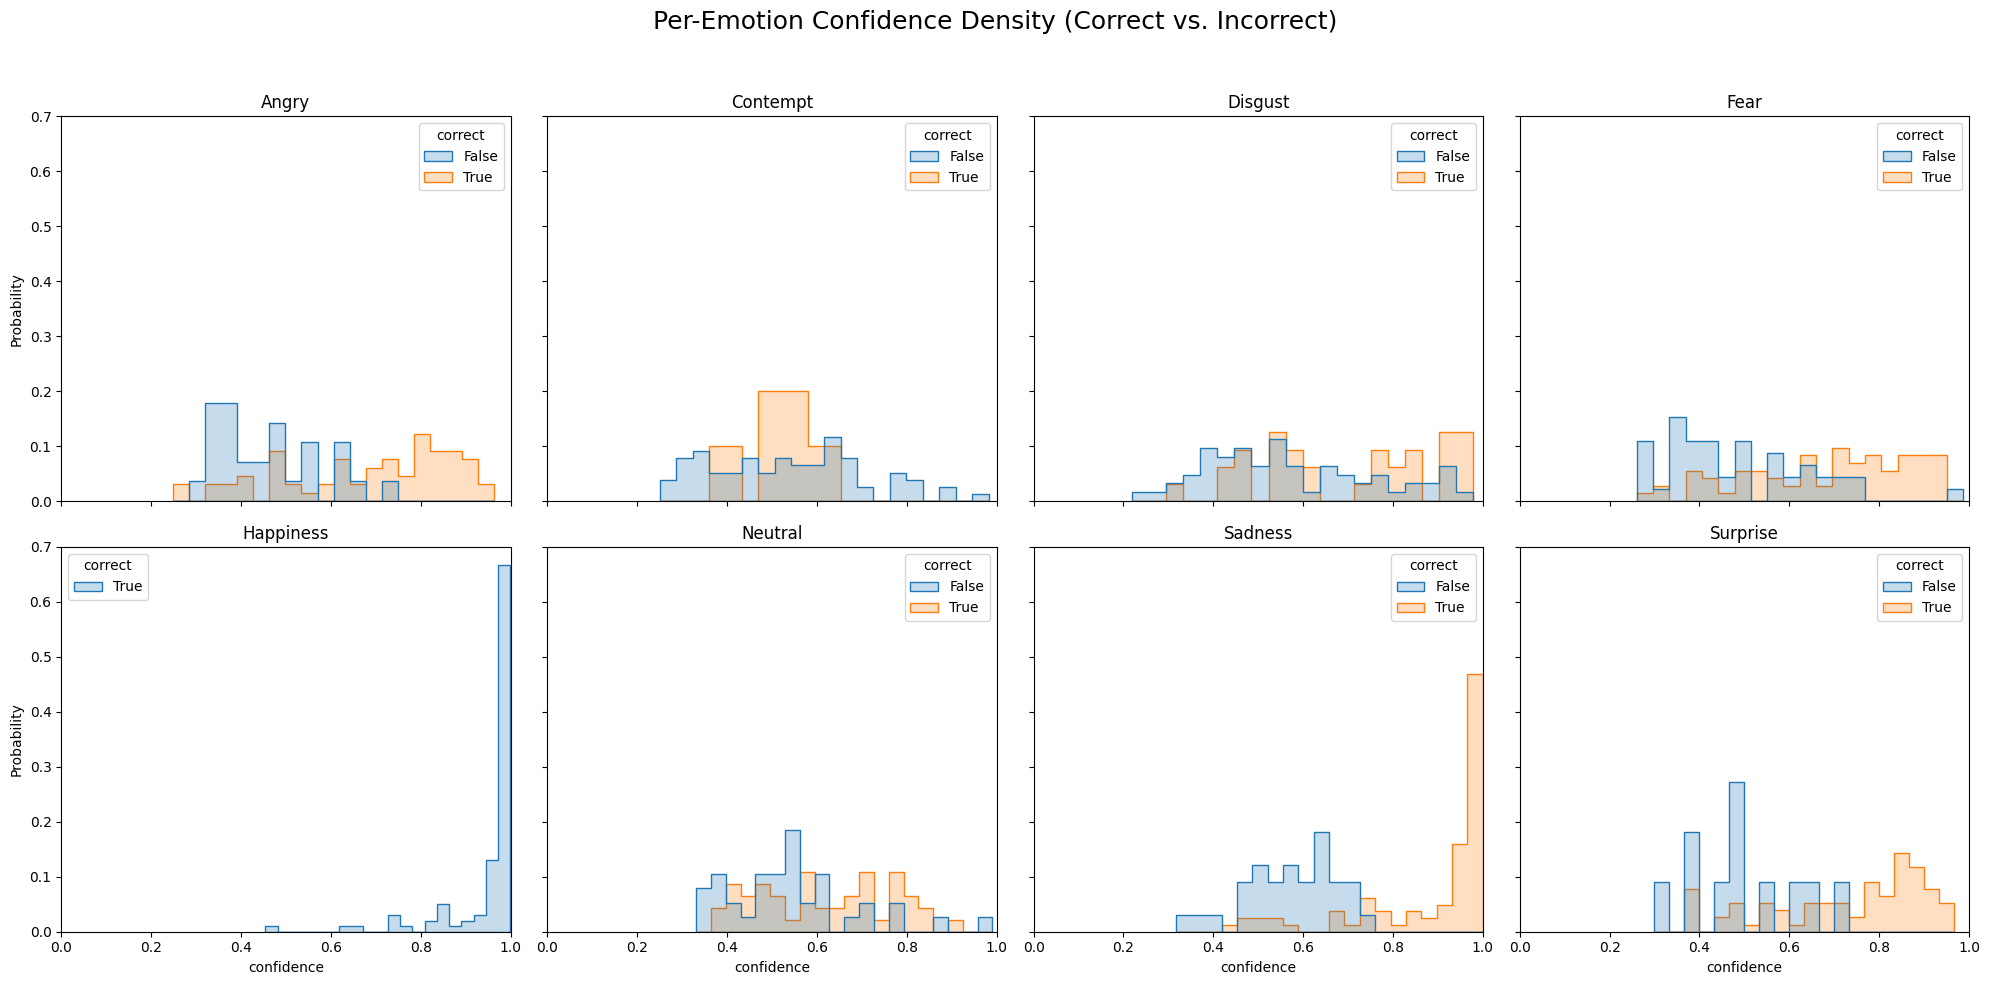 Per-Emotion Confidence Density (Correct vs. Incorrect)
Angry
Contempt
Disgust
Fear
0.7
0.6
0.5
0.4
0.3
0.2
0.1
0.0
Probability
correct
False
True
correct
False
True
correct
False
True
correct
False
True
Happiness
Neutral
Sadness
Surprise
0.7
0.6
0.5
0.4
0.3
0.2
0.1
0.0
Probability
correct
True
correct
False
True
correct
False
True
correct
False
True
0.0 0.2 0.4 0.6 0.8 1.0
0.0 0.2 0.4 0.6 0.8 1.0
0.0 0.2 0.4 0.6 0.8 1.0
0.0 0.2 0.4 0.6 0.8 1.0
confidence
confidence
confidence
confidence